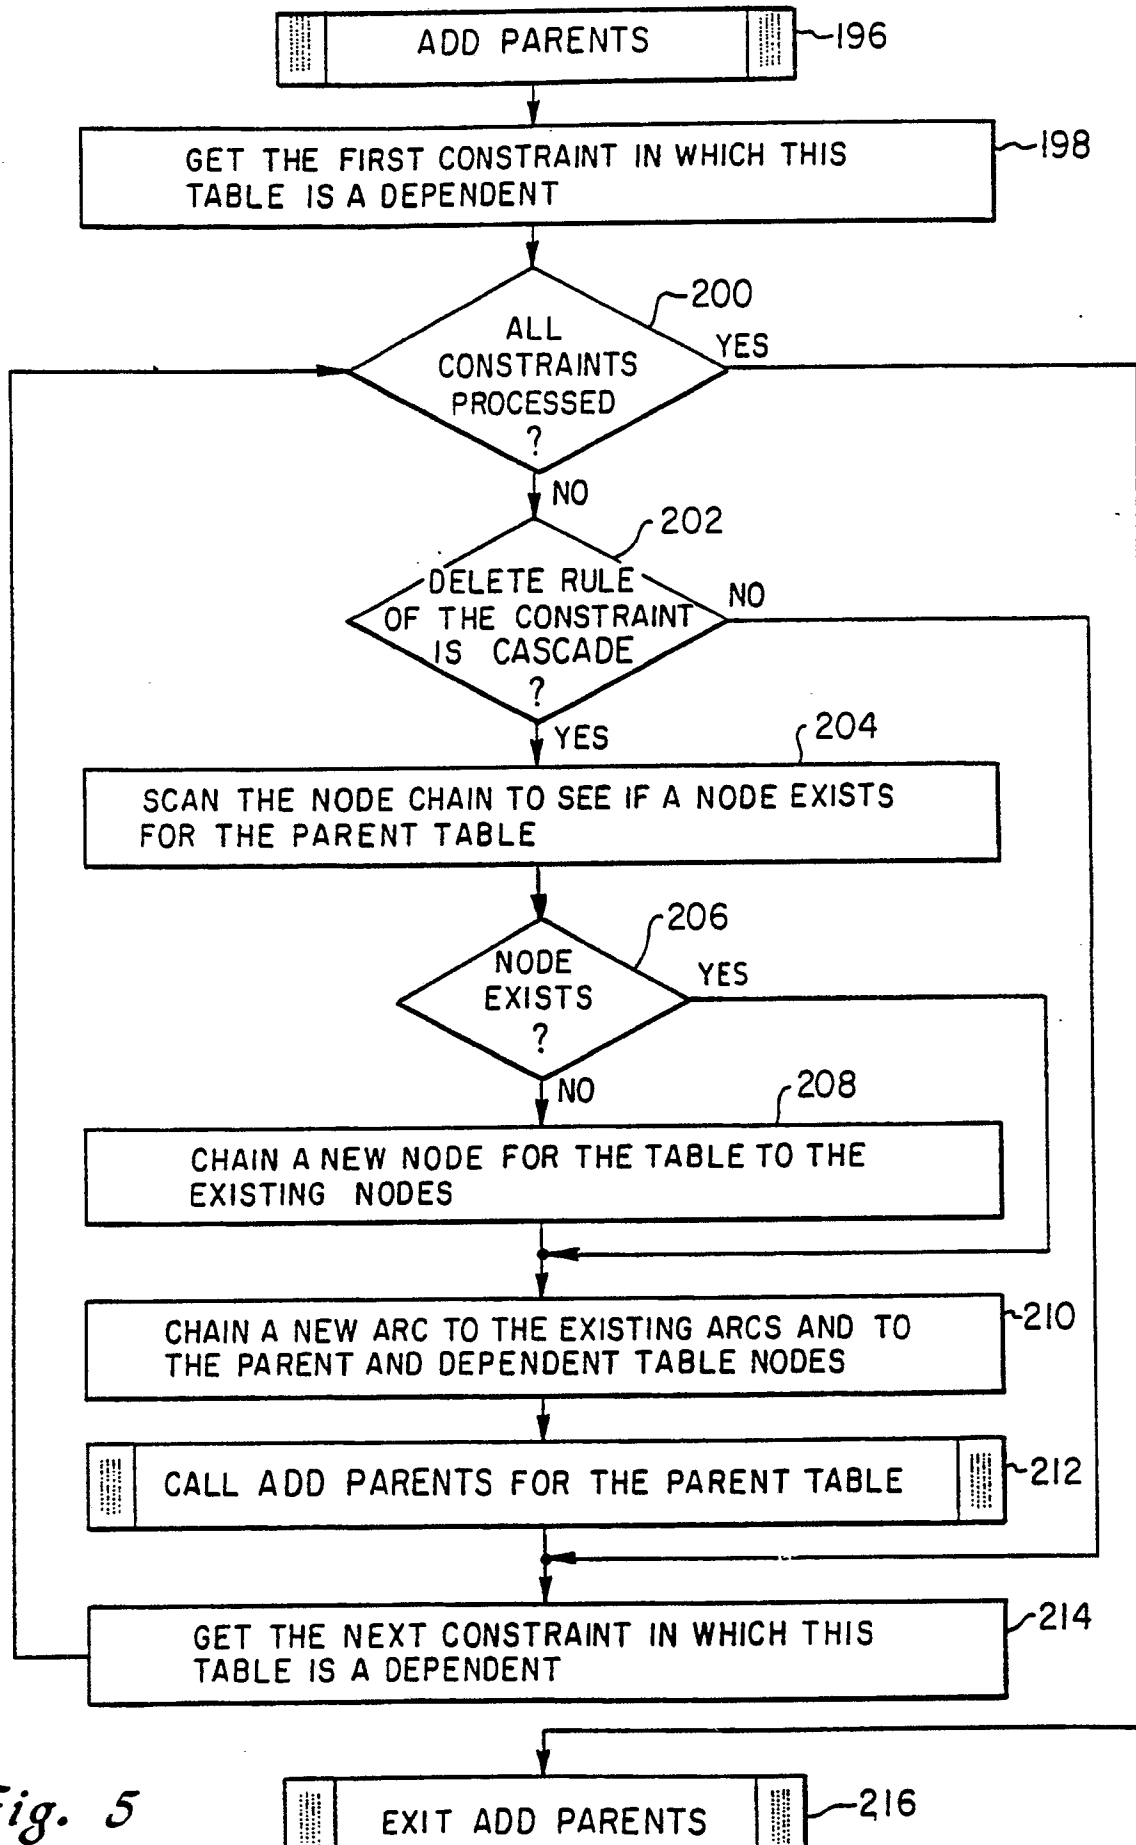 ADD PARENTS
196
GET THE FIRST CONSTRAINT IN WHICH THIS
TABLE IS A DEPENDENT
198
200
ALL
CONSTRAINTS
PROCESSED
?
YES
NO
202
DELETE RULE
OF THE CONSTRAINT
IS CASCADE
?
NO
YES
204
SCAN THE NODE CHAIN TO SEE IF A NODE EXISTS
FOR THE PARENT TABLE
206
NODE
EXISTS
?
YES
NO
208
CHAIN A NEW NODE FOR THE TABLE TO THE
EXISTING NODES
CHAIN A NEW ARC TO THE EXISTING ARCS AND TO
THE PARENT AND DEPENDENT TABLE NODES
210
CALL ADD PARENTS FOR THE PARENT TABLE
212
GET THE NEXT CONSTRAINT IN WHICH THIS
TABLE IS A DEPENDENT
214
EXIT ADD PARENTS
216
Fig. 5